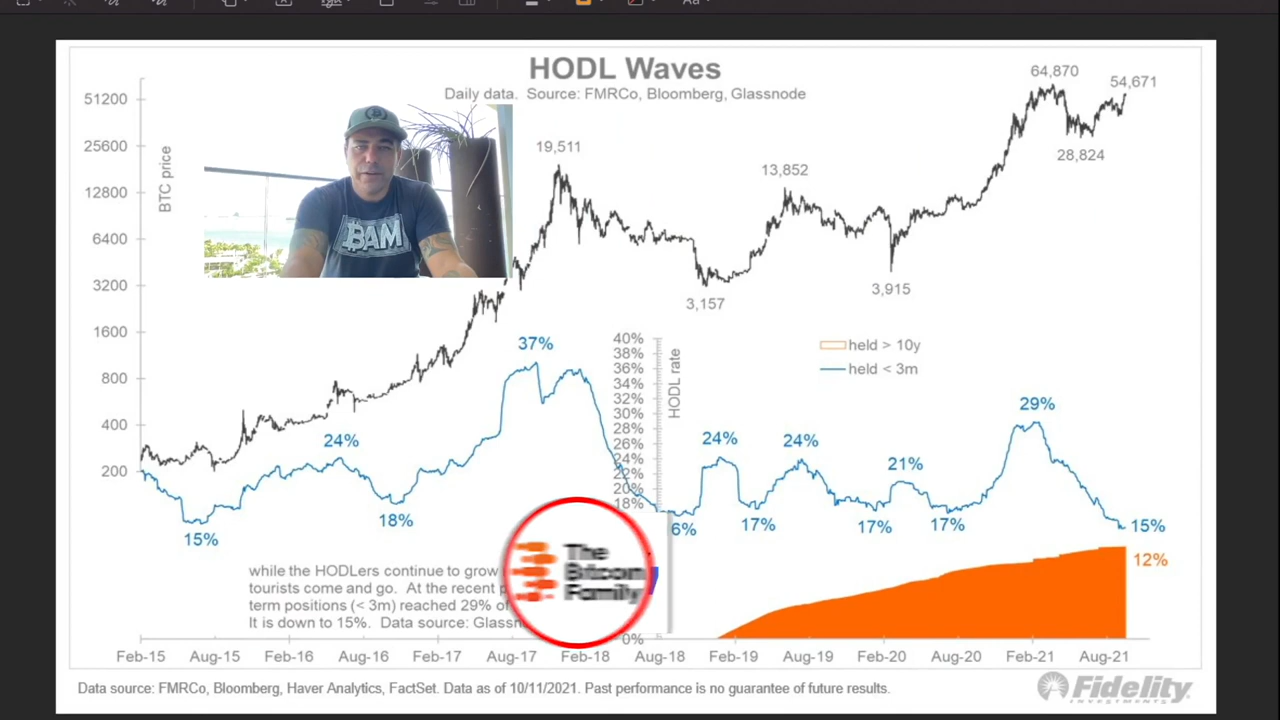 HODL Waves
Daily data. Source: FMRCo, Bloomberg, Glassnode
64,870
54,671
51200
25600
12800
6400
3200
1600
800
400
200
BTC price
BAM
19,511
13,852
28,824
3,157
3,915
40%
38%
36%
34%
32%
30%
28%
26%
24%
22%
20%
18%
0%
HODL rate
held > 10y
held < 3m
37%
29%
24%
24%
24%
21%
15%
18%
6%
17%
17%
17%
15%
12%
while the HODLers continue to grow
tourists come and go. At the recent
term positions (< 3m) reached 29%
It is down to 15%. Data source:
The
Bitcoin
Family
Feb-15 Aug-15 Feb-16 Aug-16 Feb-17 Aug-17 Feb-18 Aug-18 Feb-19 Aug-19 Feb-20 Aug-20 Feb-21 Aug-21
Data source: FMRCo, Bloomberg, Haver Analytics, FactSet. Data as of 10/11/2021. Past performance is no guarantee of future results.
Fidelity
INVESTMENTS